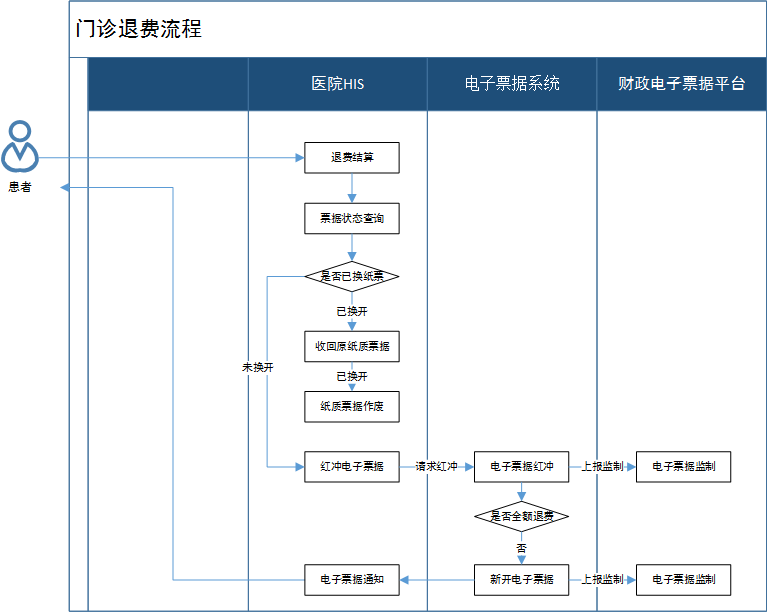 门诊退费流程
医院HIS
电子票据系统
财政电子票据平台
患者
退费结算
票据状态查询
是否已换纸票
已换开
收回原纸质票据
未换开
已换开
纸质票据作废
红冲电子票据
请求红冲
电子票据红冲
上报监制
电子票据监制
是否全额退费
否
电子票据通知
新开电子票据
上报监制
电子票据监制